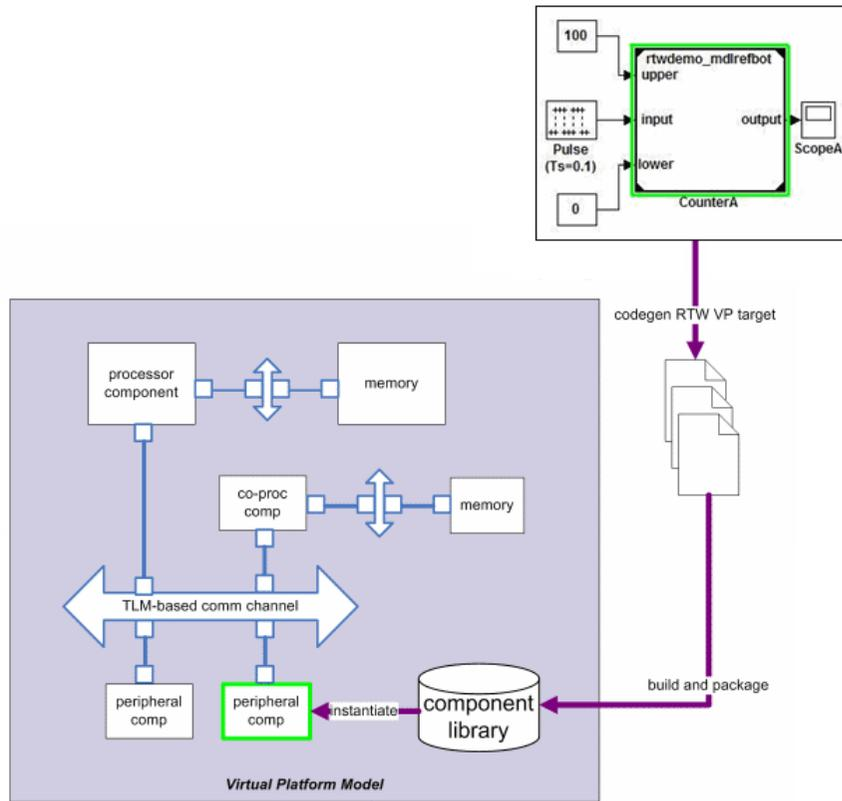 100
rtwdemo_mdlrefbot
upper
input
output
Pulse
(Ts=0.1)
lower
ScopeA
0
CounterA
codegen RTW VP target
processor
component
memory
co-proc
comp
memory
TLM-based comm channel
build and package
peripheral
comp
peripheral
comp
instantiate
component
library
Virtual Platform Model